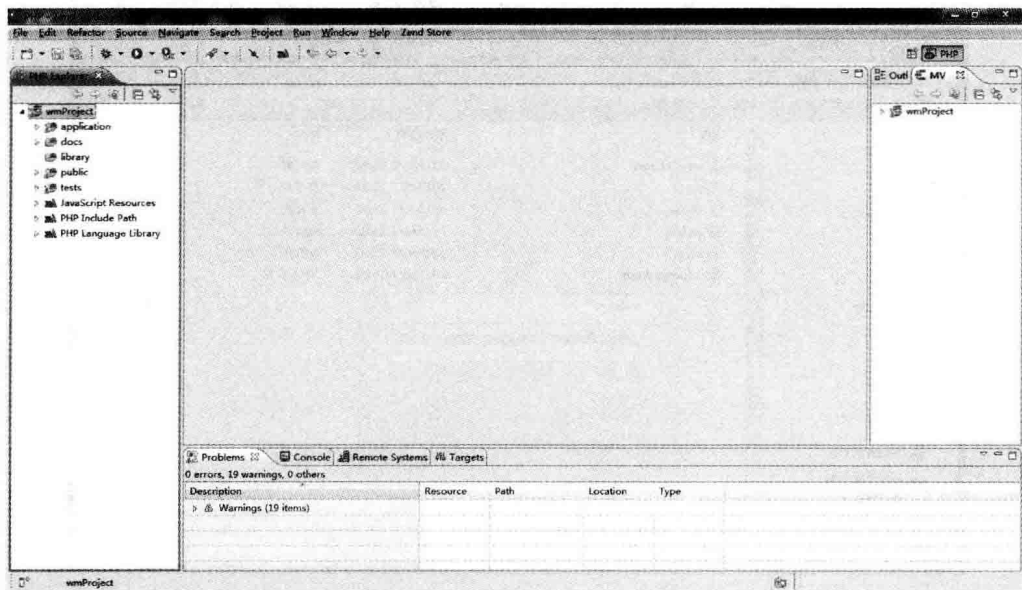 File Edit Refactor Source Navigate Search Project Run Window Help Zend Store
PHP
PHP Explorer
Outl MV
wmProject
application
docs
library
public
tests
JavaScript Resources
PHP Include Path
PHP Language Library
wmProject
Problems Console Remote Systems Targets
0 errors, 19 warnings, 0 others
Description Resource Path Location Type
Warnings (19 items)
wmProject